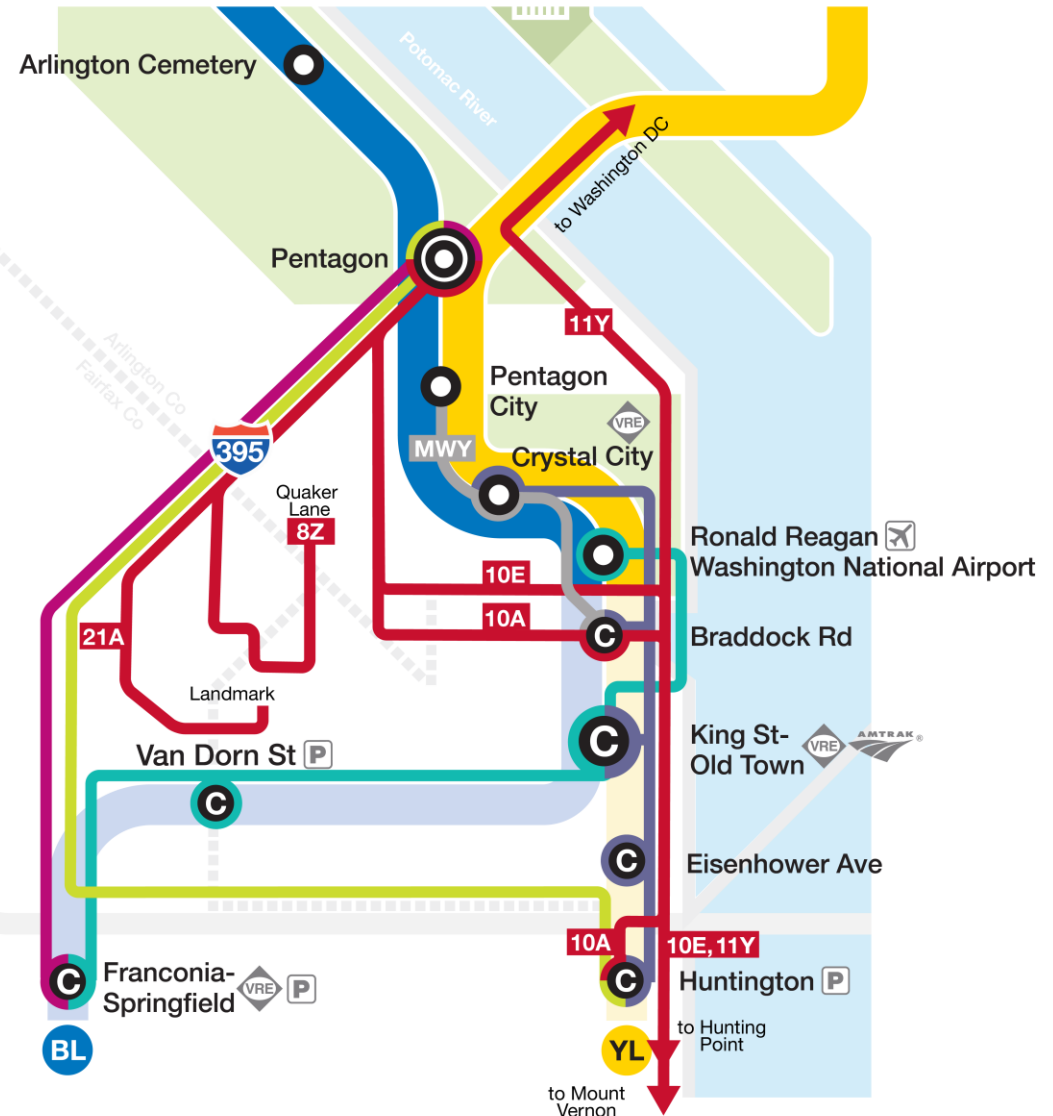 Arlington Cemetery
Potomac River
to Washington DC
Pentagon
11Y
Arlington Co
Fairfax Co
Pentagon
City
VRE
MWY
Crystal City
395
Quaker
Lane
8Z
Ronald Reagan
Washington National Airport
10E
10A
C
Braddock Rd
21A
Landmark
Van Dorn St P
C
King St-
Old Town
VRE
AMTRAK®
C
C
Eisenhower Ave
10A
10E, 11Y
C
Franconia-
Springfield
VRE
P
C
Huntington P
BL
YL
to Hunting
Point
to Mount
Vernon